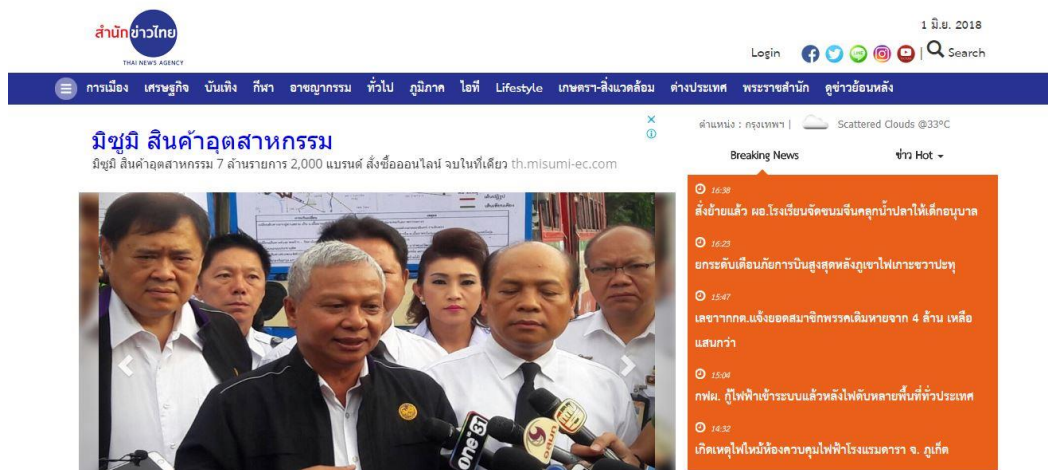 สำนักข่าวไทย
THAI NEWS AGENCY
1 มิ.ย. 2018
Login
LINE
| Search
การเมือง เศรษฐกิจ บันเทิง กีฬา อาชญากรรม ทั่วไป ภูมิภาค ไอที Lifestyle เกษตรฯ-สิ่งแวดล้อม ต่างประเทศ พระราชสำนัก ดูข่าวย้อนหลัง
มิซูมิ สินค้าอุตสาหกรรม
มิซูมิ สินค้าอุตสาหกรรม 7 ล้านรายการ 2,000 แบรนด์ สั่งซื้อออนไลน์ จบในที่เดียว th.misumi-ec.com
one31
ตำแหน่ง : กรุงเทพฯ | Scattered Clouds @33ºC
Breaking News ข่าว Hot
16:38
สั่งย้ายแล้ว ผอ.โรงเรียนจัดขนมจีนคลุกน้ำปลาให้เด็กอนุบาล
16:23
ยกระดับเตือนภัยการบินสูงสุดหลังภูเขาไฟเกาะชวาปะทุ
15:47
เลขาฯกกต.แจ้งยอดสมาชิกพรรคเดิมหายจาก 4 ล้าน เหลือ
แสนกว่า
15:04
กฟผ. กู้ไฟฟ้าเข้าระบบแล้วหลังไฟดับหลายพื้นที่ทั่วประเทศ
14:32
เกิดเหตุไฟไหม้ห้องควบคุมไฟฟ้าโรงแรมดารา จ. ภูเก็ต